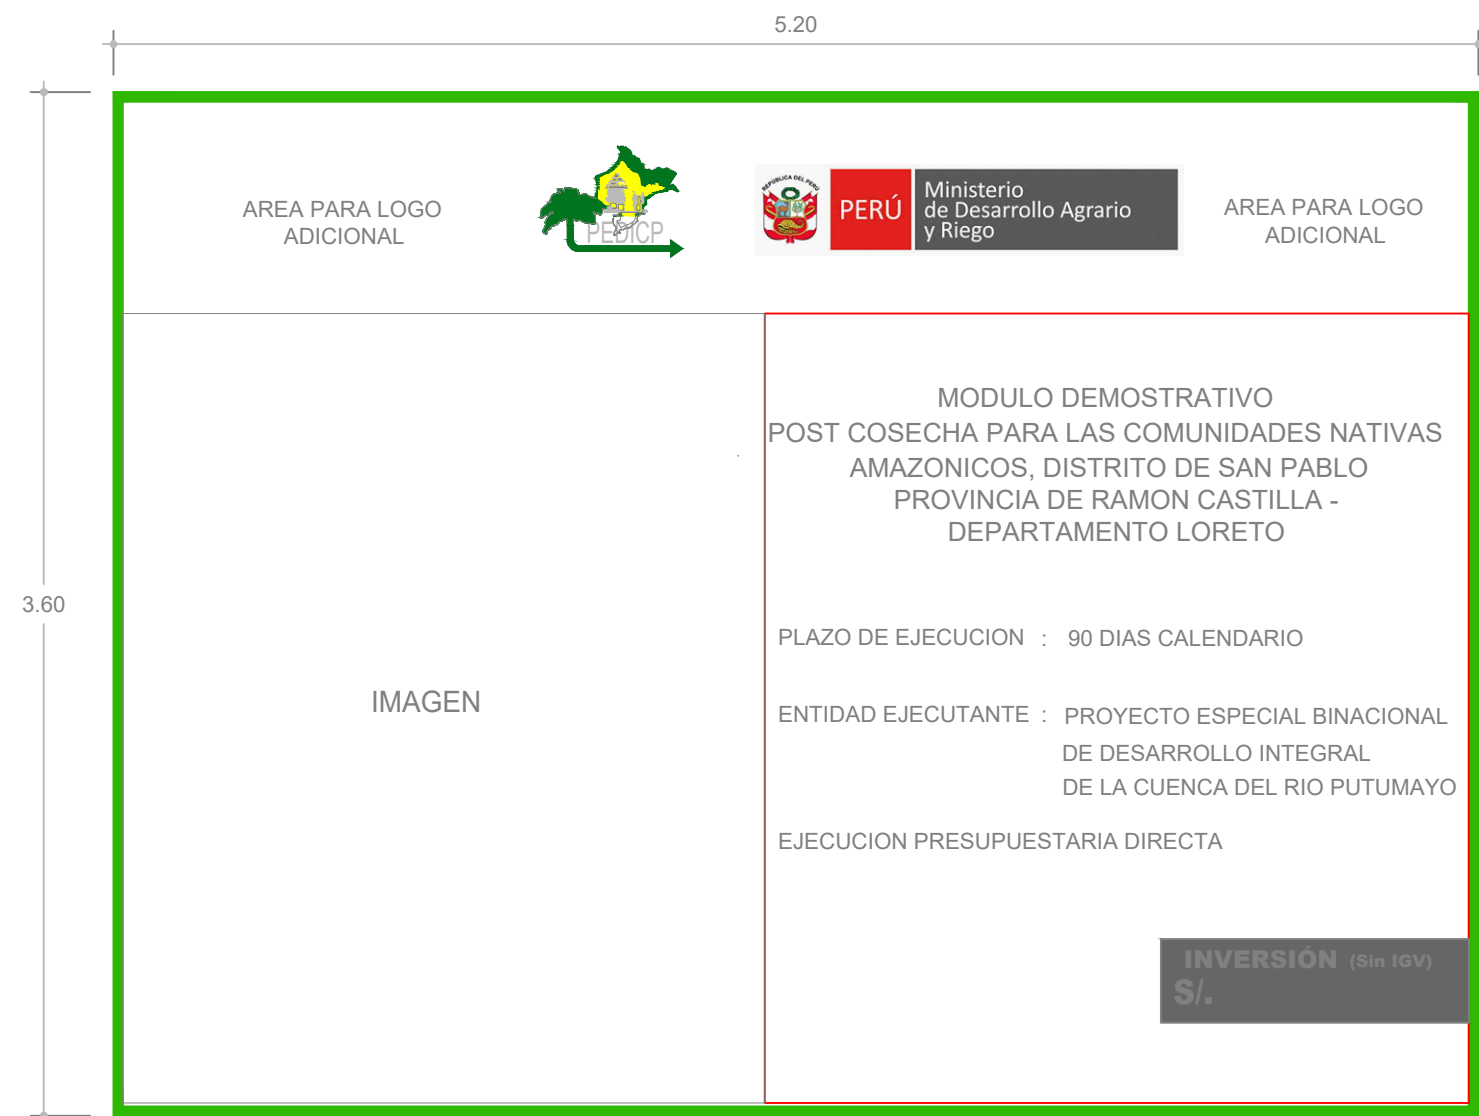 5.20
AREA PARA LOGO
ADICIONAL
PEDICP
REPÚBLICA DEL PERÚ
PERÚ
Ministerio
de Desarrollo Agrario
y Riego
AREA PARA LOGO
ADICIONAL
3.60
IMAGEN
MODULO DEMOSTRATIVO
POST COSECHA PARA LAS COMUNIDADES NATIVAS
AMAZONICOS, DISTRITO DE SAN PABLO
PROVINCIA DE RAMON CASTILLA -
DEPARTAMENTO LORETO
PLAZO DE EJECUCION : 90 DIAS CALENDARIO
ENTIDAD EJECUTANTE : PROYECTO ESPECIAL BINACIONAL
DE DESARROLLO INTEGRAL
DE LA CUENCA DEL RIO PUTUMAYO
EJECUCION PRESUPUESTARIA DIRECTA
INVERSIÓN (Sin IGV)
S/.